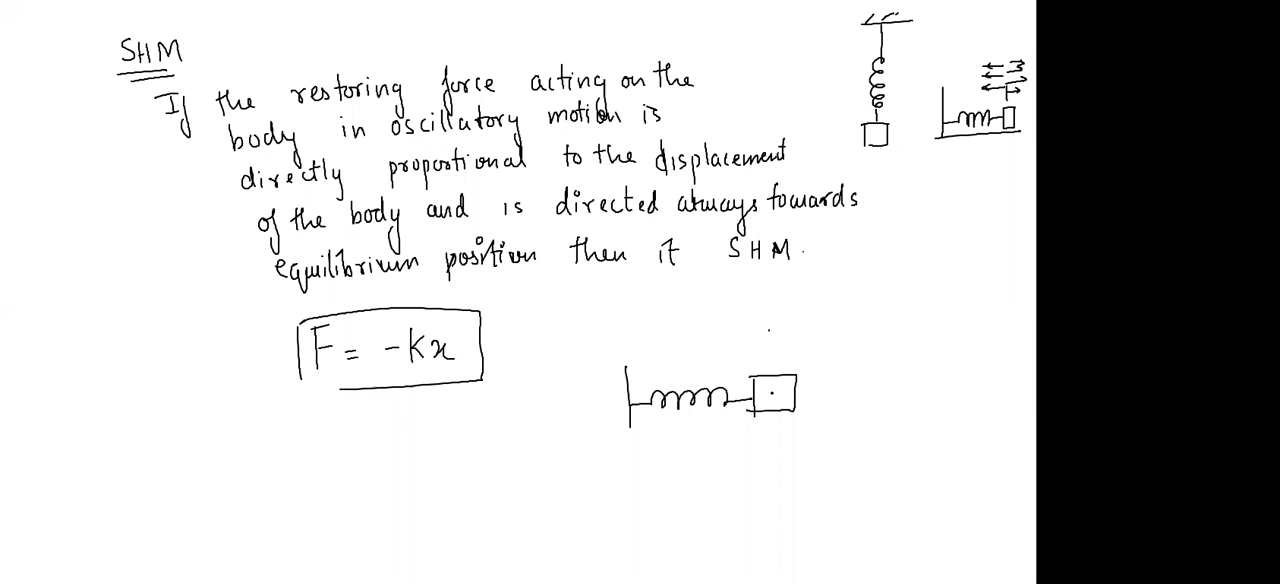 SHM
If the restoring force acting on the
body in oscillatory motion is
directly proportional to the displacement
of the body and is directed always towards
equilibrium position then it SHM.
F = -Kx